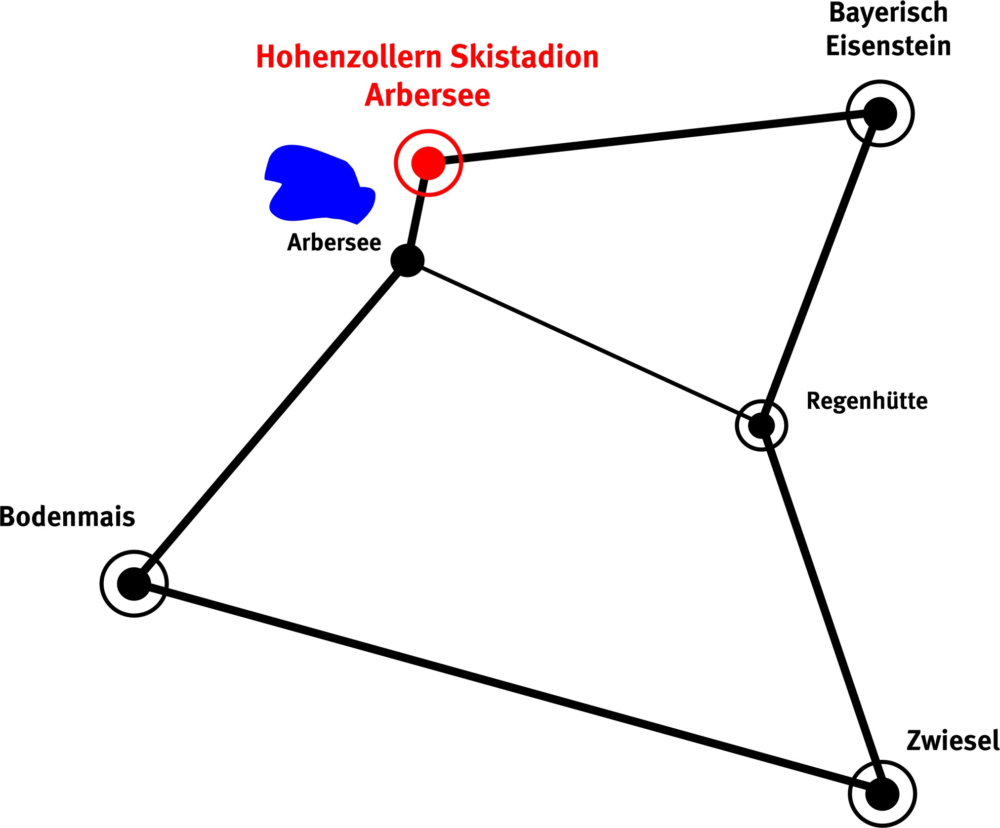 Bayerisch
Eisenstein
Hohenzollern Skistadion
Arbersee
Arbersee
Regenhütte
Bodenmais
Zwiesel